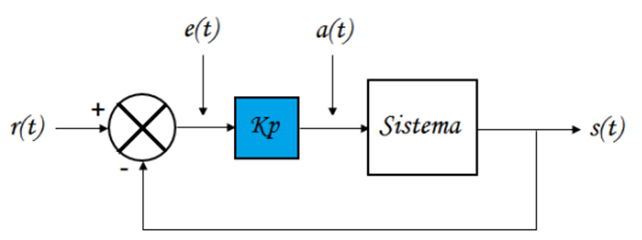 e(t)
a(t)
+
r(t)
Kp
Sistema
s(t)
-